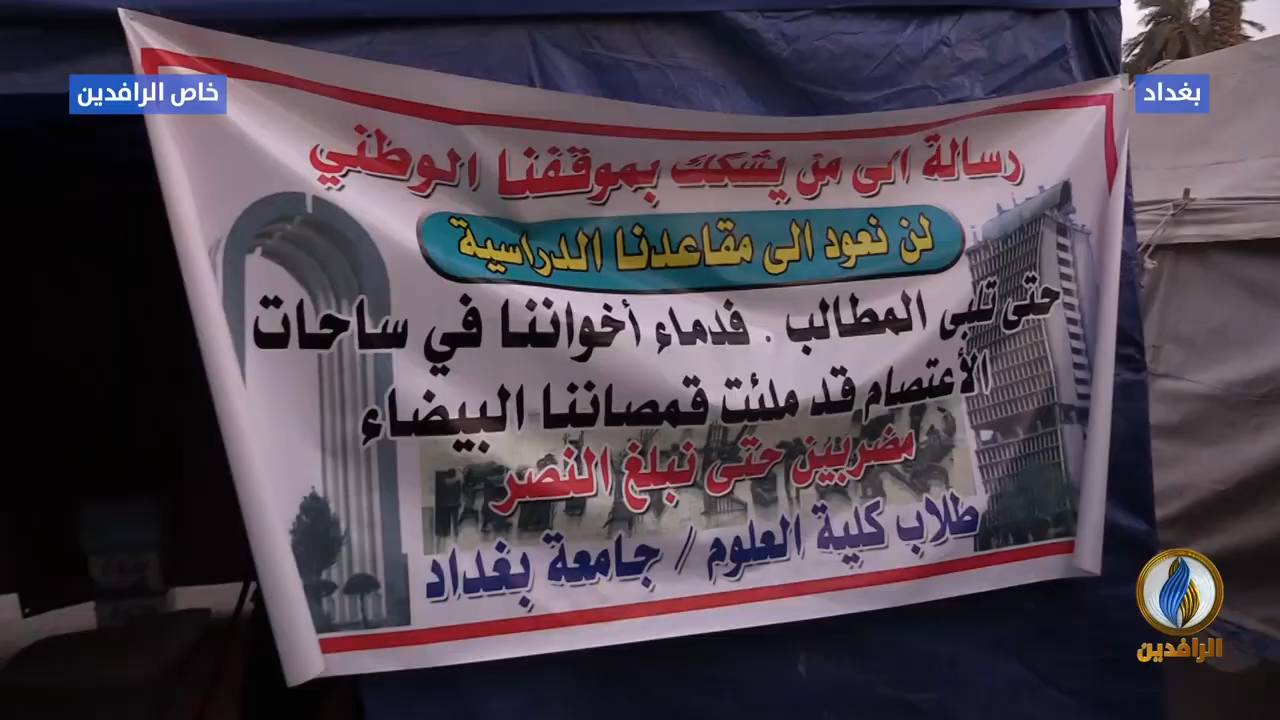 خاص الرافدين
بغداد
رسالة الى من يشكك بموقفنا الوطني
لن نعود الى مقاعدنا الدراسية
حتى تلبى المطالب . فدماء أخواننا في ساحات
الأعتصام قد ملئت قمصاننا البيضاء
مضربين حتى نبلغ النصر
طلاب كلية العلوم / جامعة بغداد
الرافدين